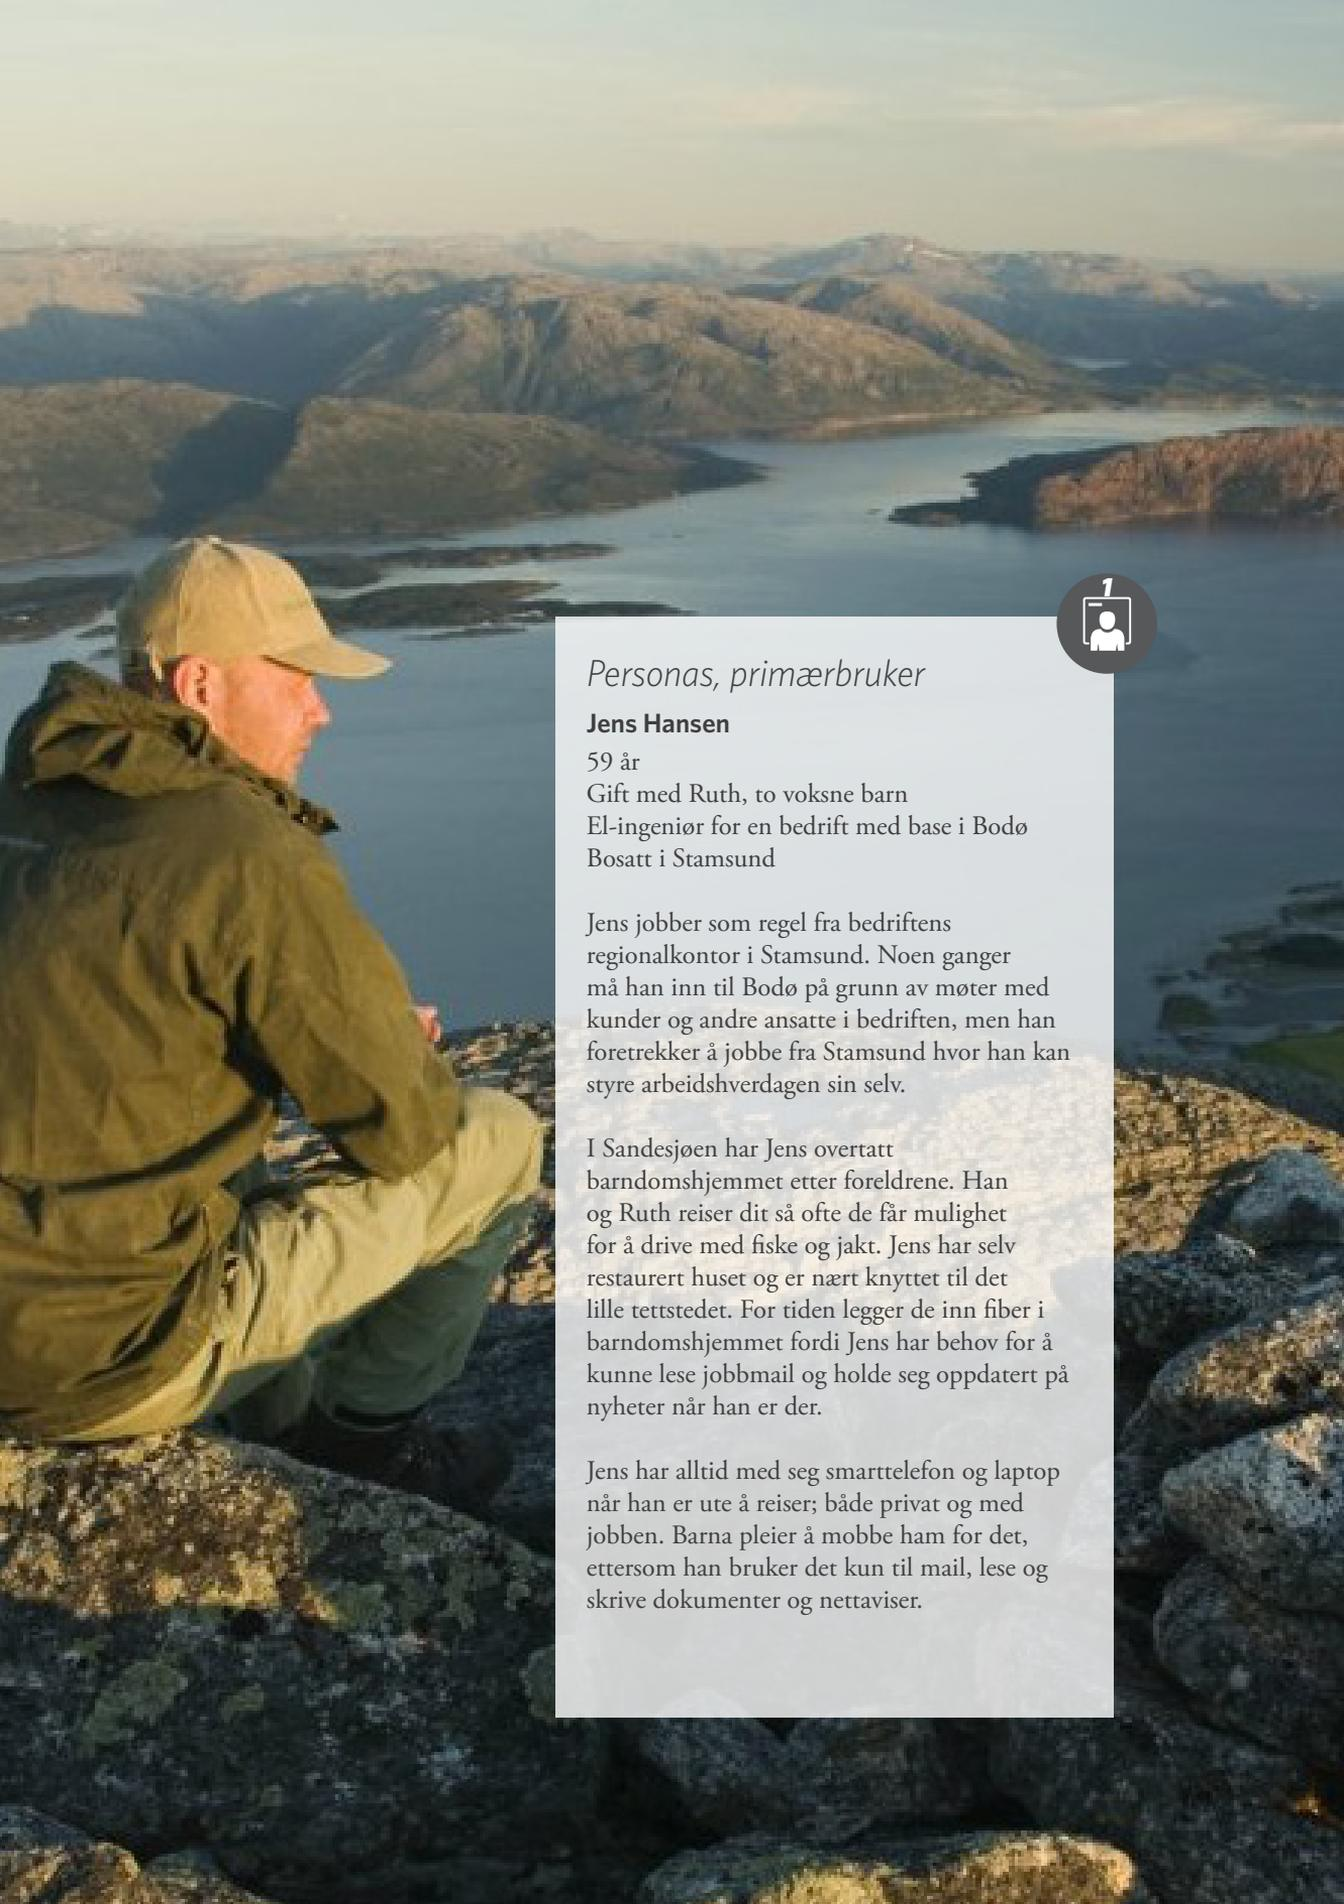 1
Personas, primærbruker
Jens Hansen
59 år
Gift med Ruth, to voksne barn
El-ingeniør for en bedrift med base i Bodø
Bosatt i Stamsund
Jens jobber som regel fra bedriftens
regionalkontor i Stamsund. Noen ganger
må han inn til Bodø på grunn av møter med
kunder og andre ansatte i bedriften, men han
foretrekker å jobbe fra Stamsund hvor han kan
styre arbeidshverdagen sin selv.
I Sandesjøen har Jens overtatt
barndomshjemmet etter foreldrene. Han
og Ruth reiser dit så ofte de får mulighet
for å drive med fiske og jakt. Jens har selv
restaurert huset og er nært knyttet til det
lille tettstedet. For tiden legger de inn fiber i
barndomshjemmet fordi Jens har behov for å
kunne lese jobbmail og holde seg oppdatert på
nyheter når han er der.
Jens har alltid med seg smarttelefon og laptop
når han er ute å reiser; både privat og med
jobben. Barna pleier å mobbe ham for det,
ettersom han bruker det kun til mail, lese og
skrive dokumenter og nettaviser.